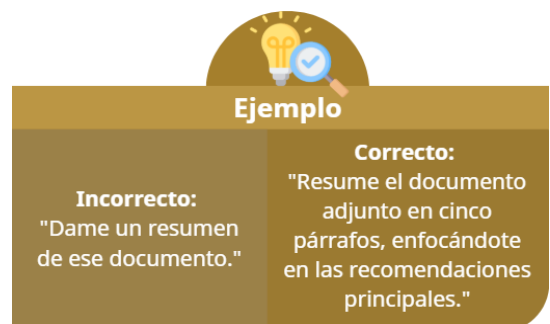 Ejemplo
Incorrecto:
"Dame un resumen
de ese documento."
Correcto:
"Resume el documento
adjunto en cinco
párrafos, enfocándote
en las recomendaciones
principales."